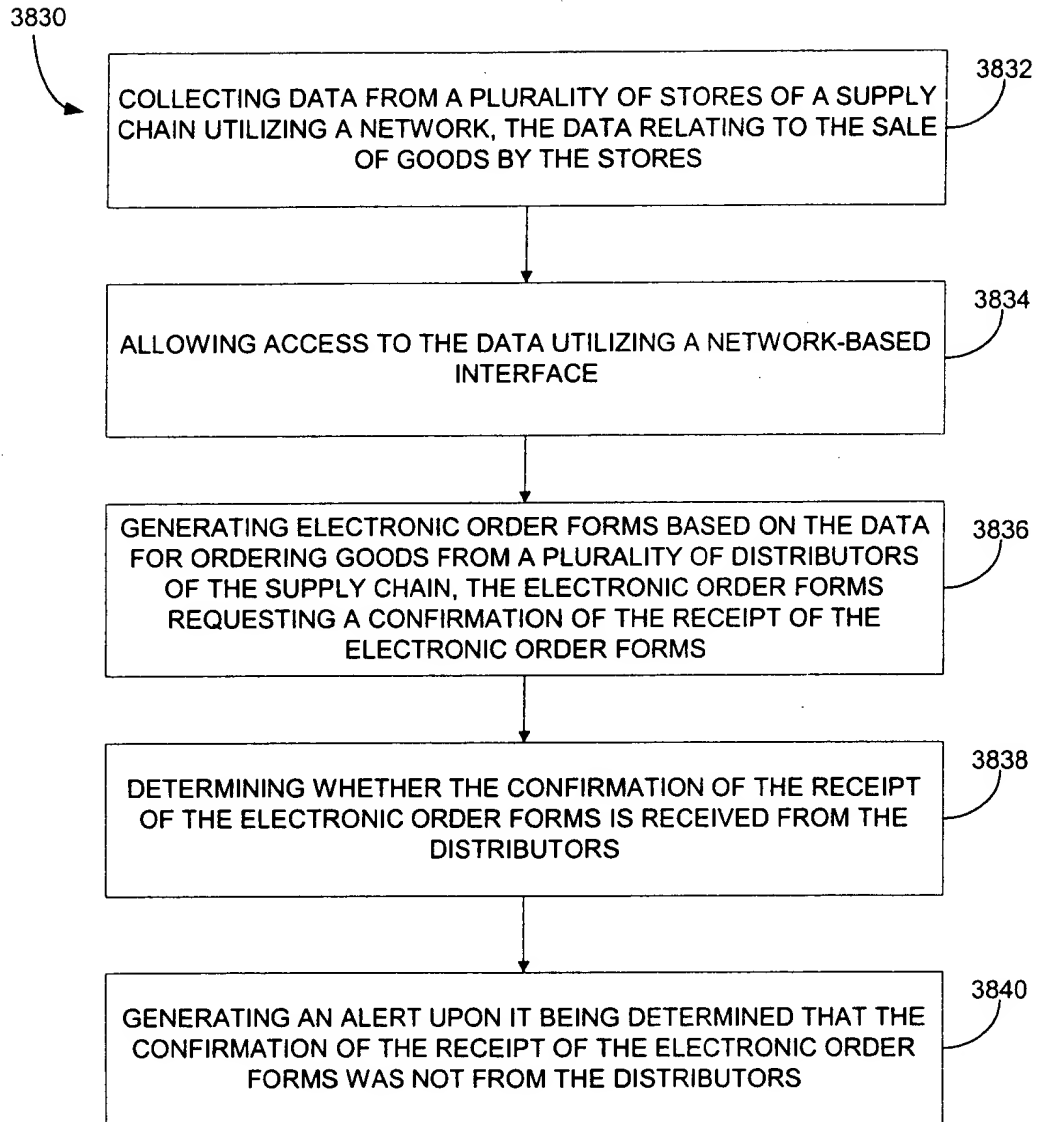 3830
3832
COLLECTING DATA FROM A PLURALITY OF STORES OF A SUPPLY
CHAIN UTILIZING A NETWORK, THE DATA RELATING TO THE SALE
OF GOODS BY THE STORES
3834
ALLOWING ACCESS TO THE DATA UTILIZING A NETWORK-BASED
INTERFACE
3836
GENERATING ELECTRONIC ORDER FORMS BASED ON THE DATA
FOR ORDERING GOODS FROM A PLURALITY OF DISTRIBUTORS
OF THE SUPPLY CHAIN, THE ELECTRONIC ORDER FORMS
REQUESTING A CONFIRMATION OF THE RECEIPT OF THE
ELECTRONIC ORDER FORMS
3838
DETERMINING WHETHER THE CONFIRMATION OF THE RECEIPT
OF THE ELECTRONIC ORDER FORMS IS RECEIVED FROM THE
DISTRIBUTORS
3840
GENERATING AN ALERT UPON IT BEING DETERMINED THAT THE
CONFIRMATION OF THE RECEIPT OF THE ELECTRONIC ORDER
FORMS WAS NOT FROM THE DISTRIBUTORS